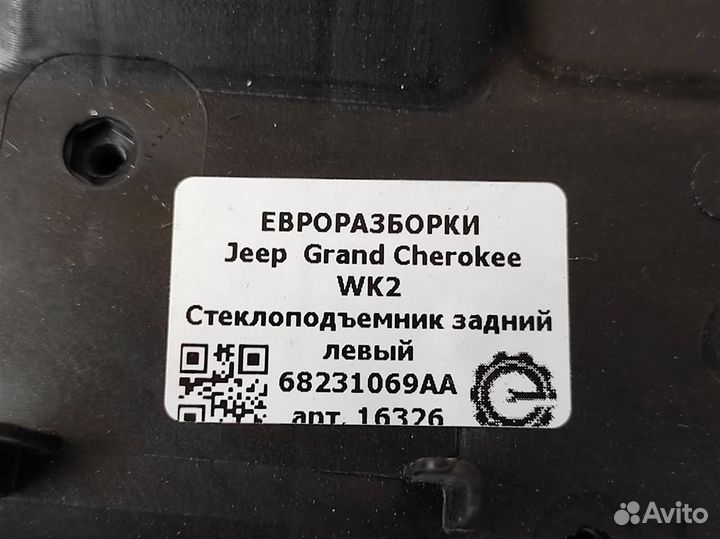 ЕВРОРАЗБОРКИ
Jeep Grand Cherokee
WK2
Стеклоподъемник задний
левый
68231069AA
арт. 16326
Avito